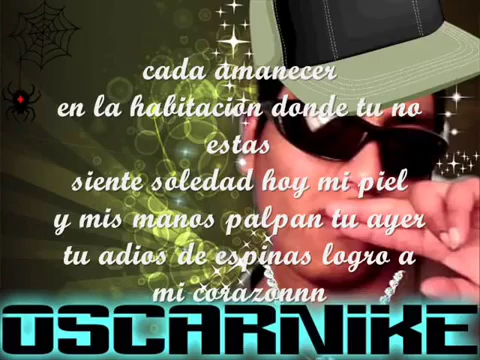 cada amanecer
en la habitacion donde tu no
estas
siente soledad hoy mi piel
y mis manos palpan tu ayer
tu adios de espinas logro a
mi corazonnn
OSCARNIKE